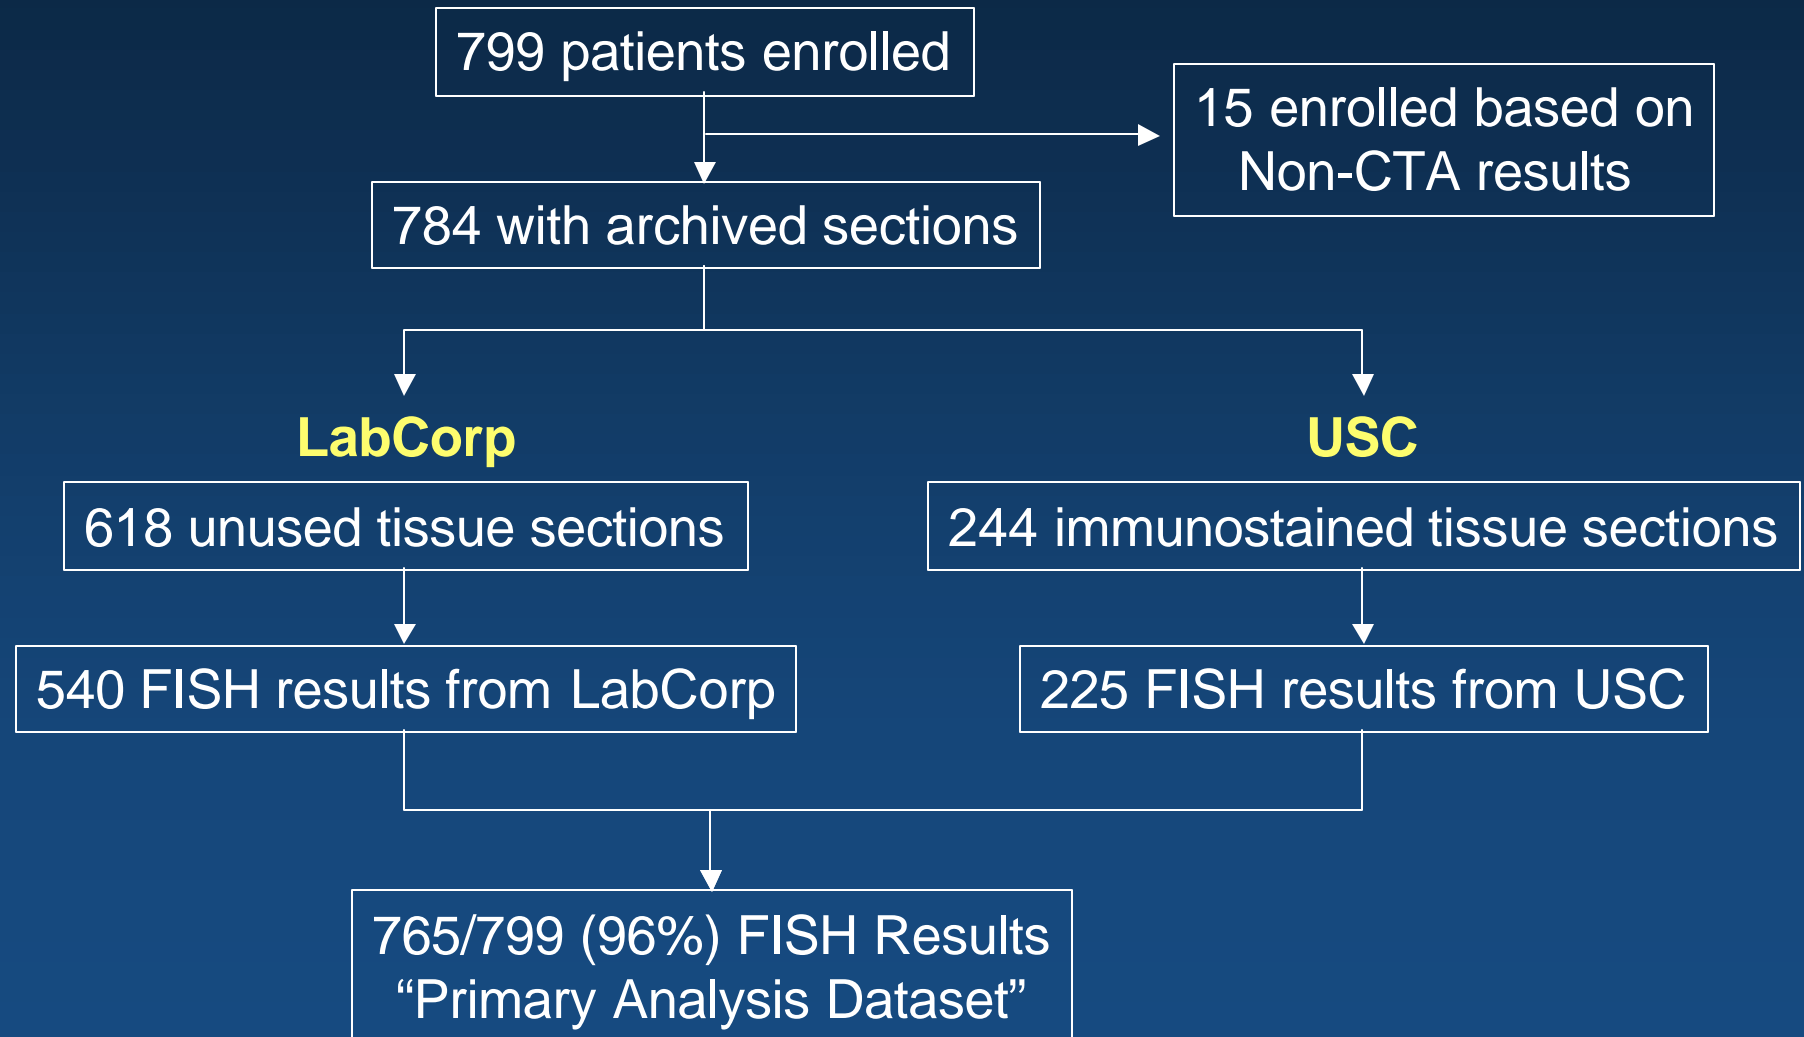 799 patients enrolled
15 enrolled based on
Non-CTA results
784 with archived sections
LabCorp
USC
618 unused tissue sections
244 immunostained tissue sections
540 FISH results from LabCorp
225 FISH results from USC
765/799 (96%) FISH Results
“Primary Analysis Dataset”